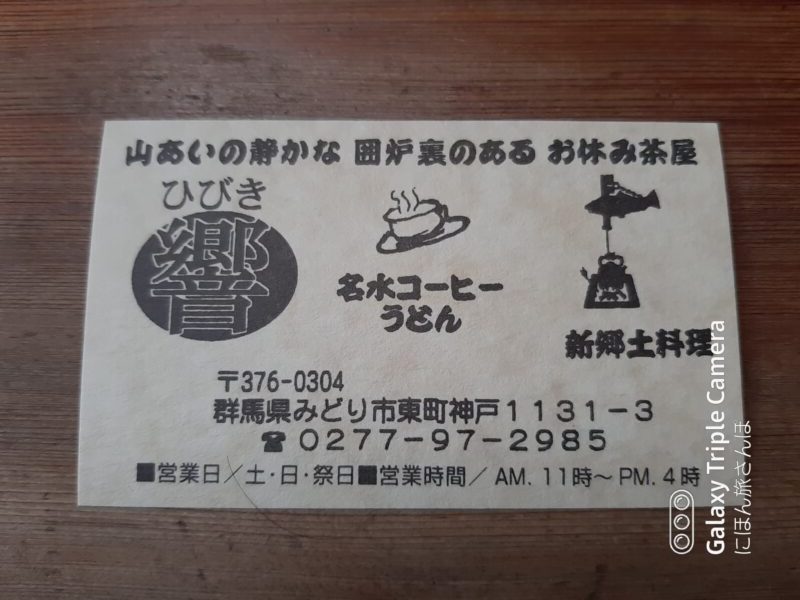 山あいの静かな 囲炉裏のある お休み茶屋
ひびき
響
名水コーヒー
うどん
新郷土料理
〒376-0304
群馬県みどり市東町神戸1131-3
☎ 0277-97-2985
■営業日/土・日・祭日■営業時間/AM.11時〜PM.4時
Galaxy Triple Camera
にほん旅さんほ